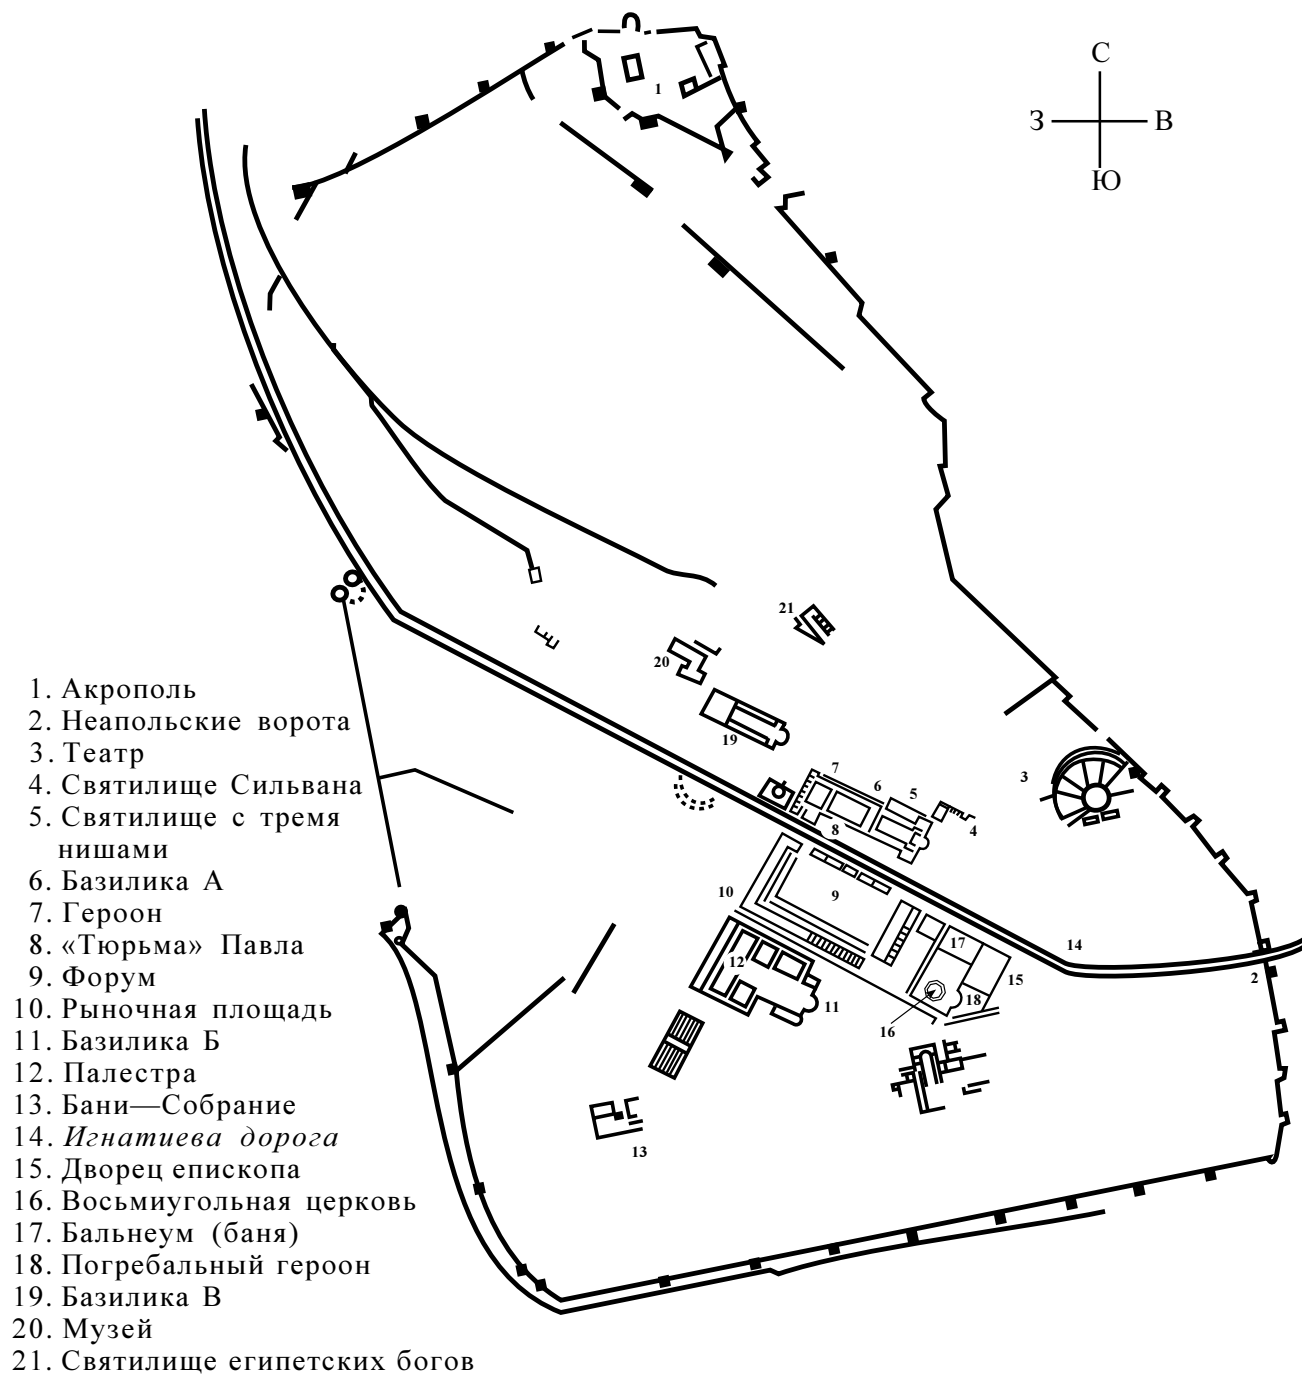 С
З В
Ю
1
21
20
19
7
6
5
4
3
8
10
9
14
17
15
2
12
18
11
16
13
1. Акрополь
2. Неапольские ворота
3. Театр
4. Святилище Сильвана
5. Святилище с тремя
нишами
6. Базилика А
7. Героон
8. «Тюрьма» Павла
9. Форум
10. Рыночная площадь
11. Базилика Б
12. Палестра
13. Бани—Собрание
14. Игнатиева дорога
15. Дворец епископа
16. Восьмиугольная церковь
17. Бальнеум (баня)
18. Погребальный героон
19. Базилика В
20. Музей
21. Святилище египетских богов